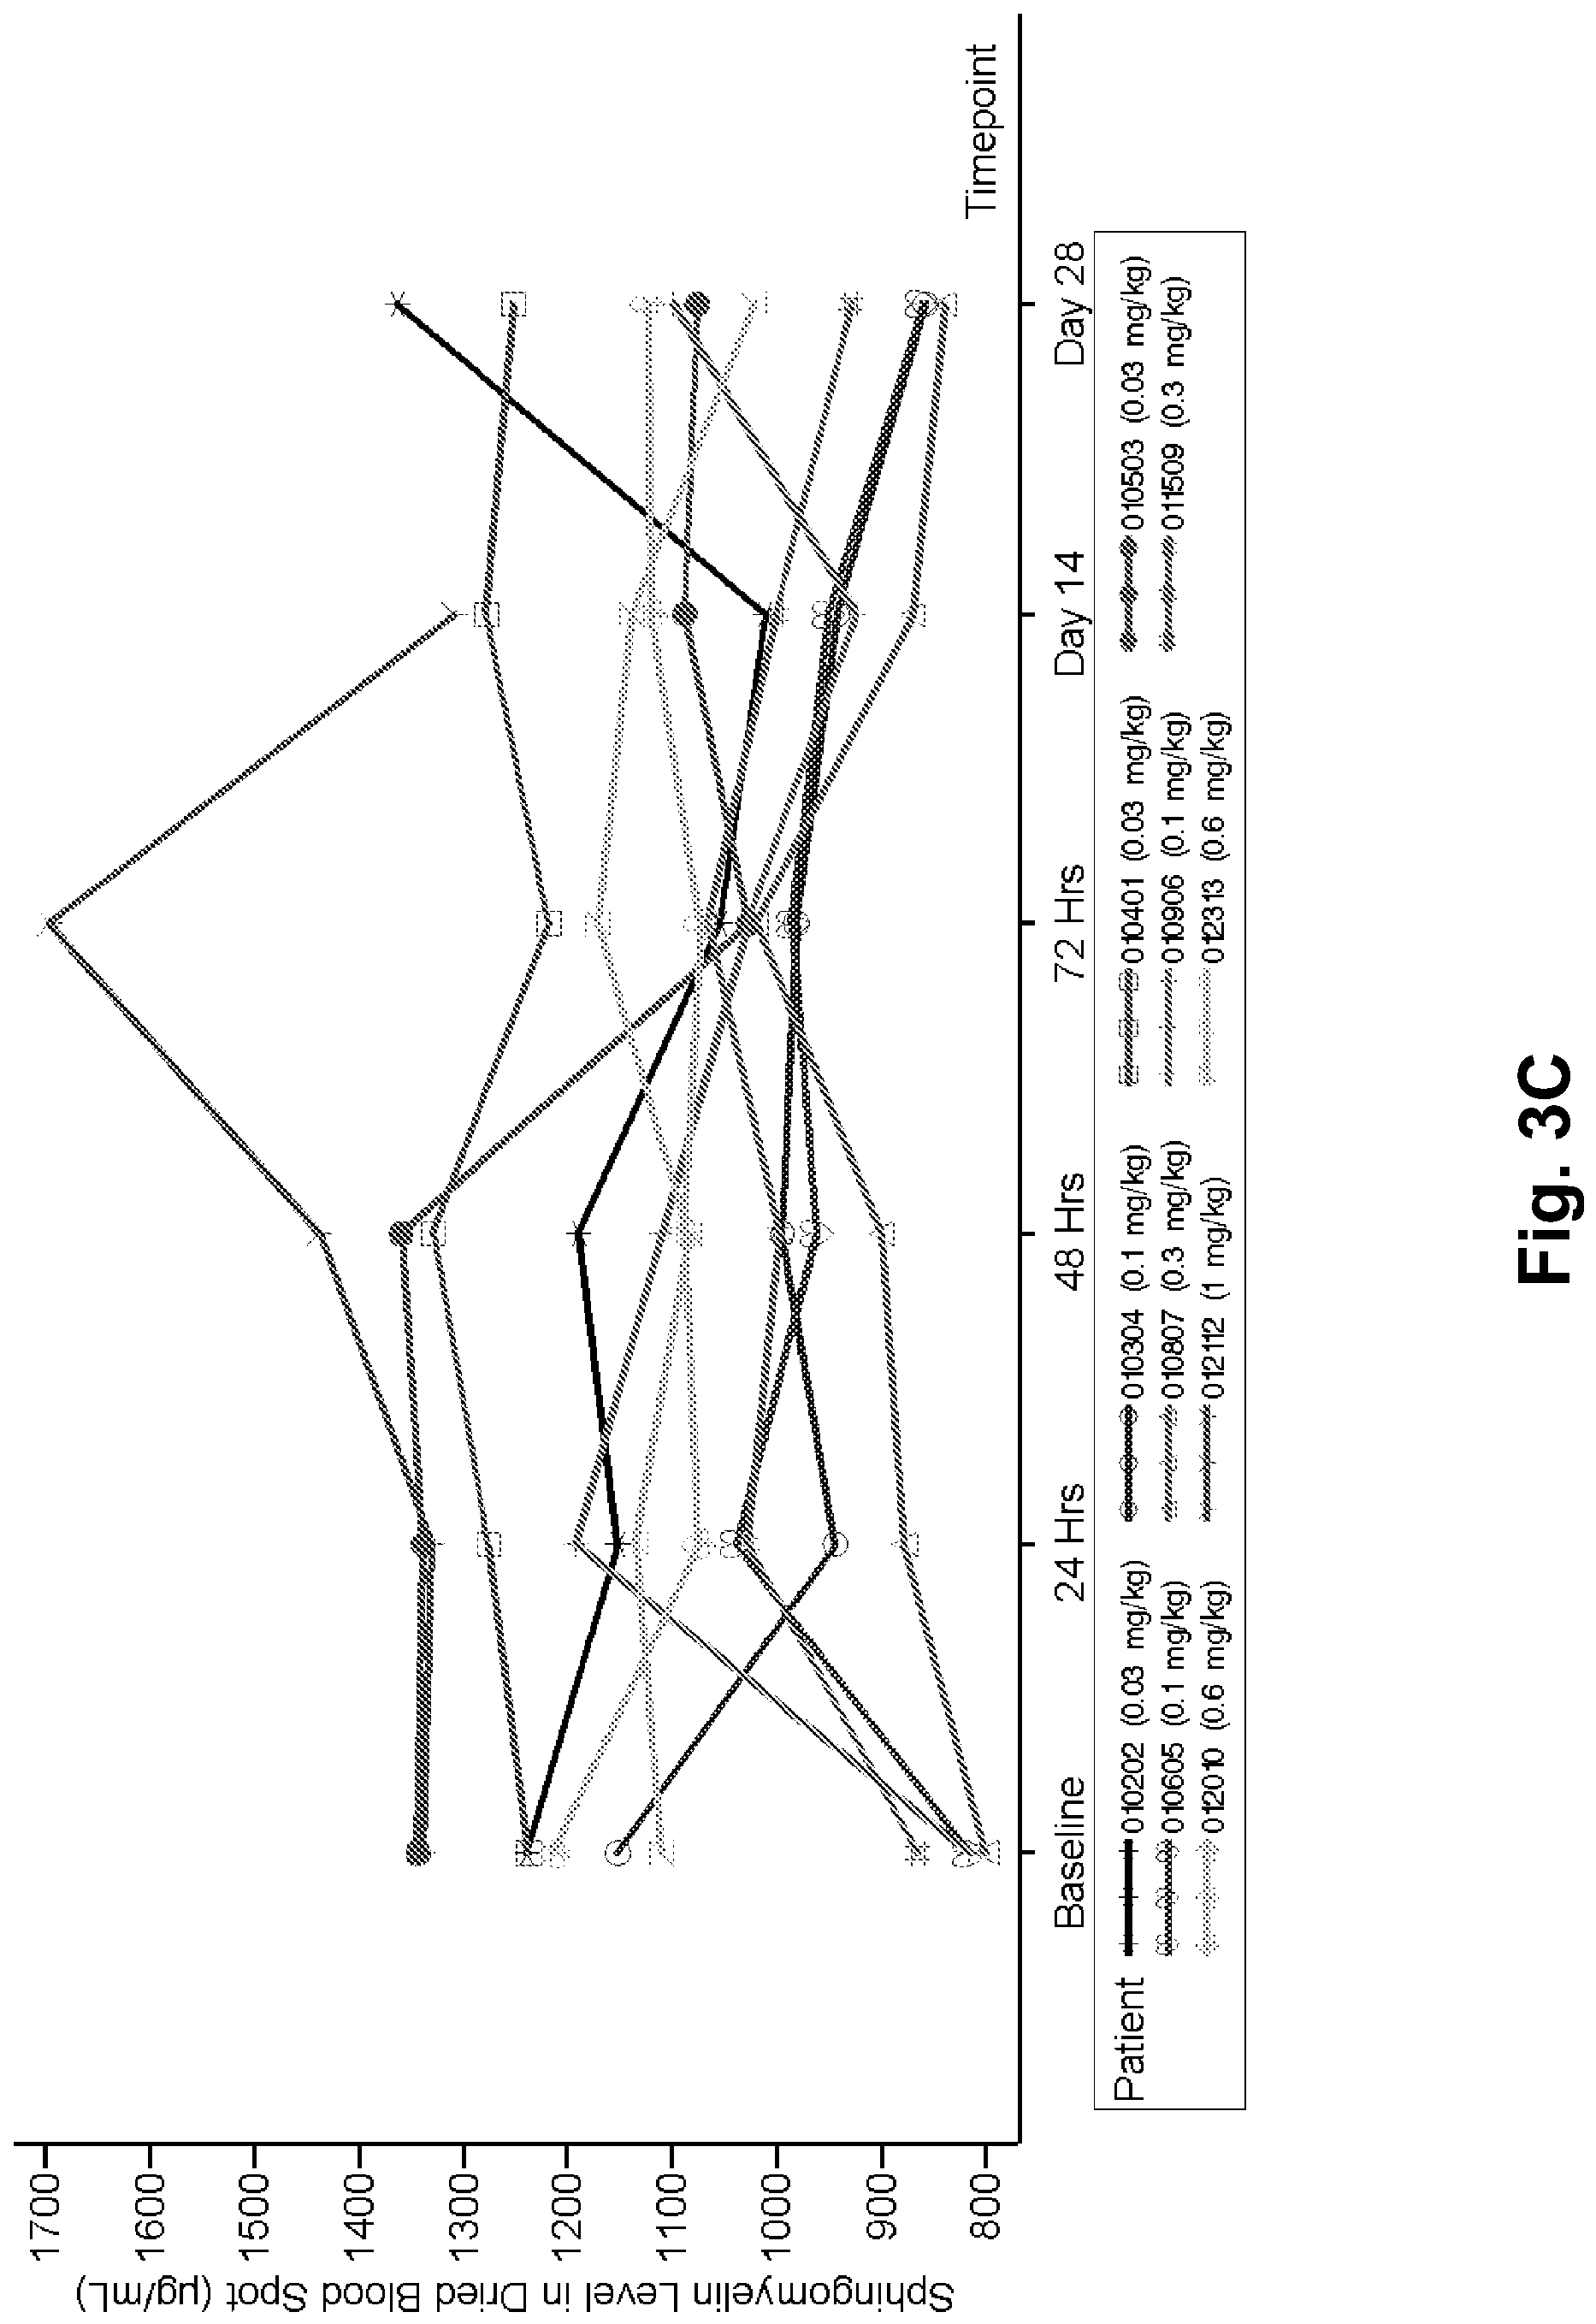 Sphingomyelin Level in Dried Blood Spot (µg/mL)
1700
1600
1500
1400
1300
1200
1100
1000
900
800
Baseline 24 Hrs 48 Hrs 72 Hrs Day 14 Day 28
Timepoint
Patient 010202 (0.03 mg/kg) 010304 (0.1 mg/kg) 010401 (0.03 mg/kg) 010503 (0.03 mg/kg)
010605 (0.1 mg/kg) 010807 (0.3 mg/kg) 010906 (0.1 mg/kg) 011509 (0.3 mg/kg)
012010 (0.6 mg/kg) 012112 (1 mg/kg) 012313 (0.6 mg/kg)
Fig. 3C